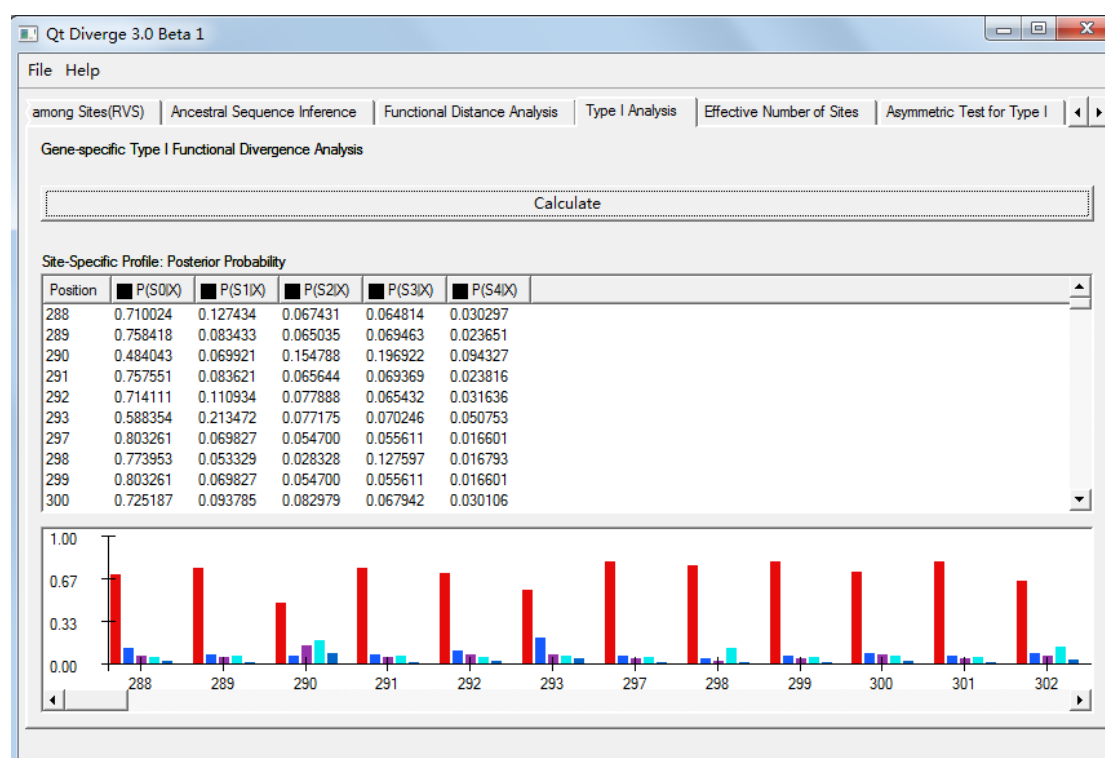 Qt Diverge 3.0 Beta 1
File Help
among Sites(RVS) Ancestral Sequence Inference Functional Distance Analysis Type I Analysis Effective Number of Sites Asymmetric Test for Type I
Gene-specific Type I Functional Divergence Analysis
Calculate
Site-Specific Profile: Posterior Probability
Position P(S0|X) P(S1|X) P(S2|X) P(S3|X) P(S4|X)
288 0.710024 0.127434 0.067431 0.064814 0.030297
289 0.758418 0.083433 0.065035 0.069463 0.023651
290 0.484043 0.069921 0.154788 0.196922 0.094327
291 0.757551 0.083621 0.065644 0.069369 0.023816
292 0.714111 0.110934 0.077888 0.065432 0.031636
293 0.588354 0.213472 0.077175 0.070246 0.050753
297 0.803261 0.069827 0.054700 0.055611 0.016601
298 0.773953 0.053329 0.028328 0.127597 0.016793
299 0.803261 0.069827 0.054700 0.055611 0.016601
300 0.725187 0.093785 0.082979 0.067942 0.030106
1.00
0.67
0.33
0.00
288 289 290 291 292 293 297 298 299 300 301 302